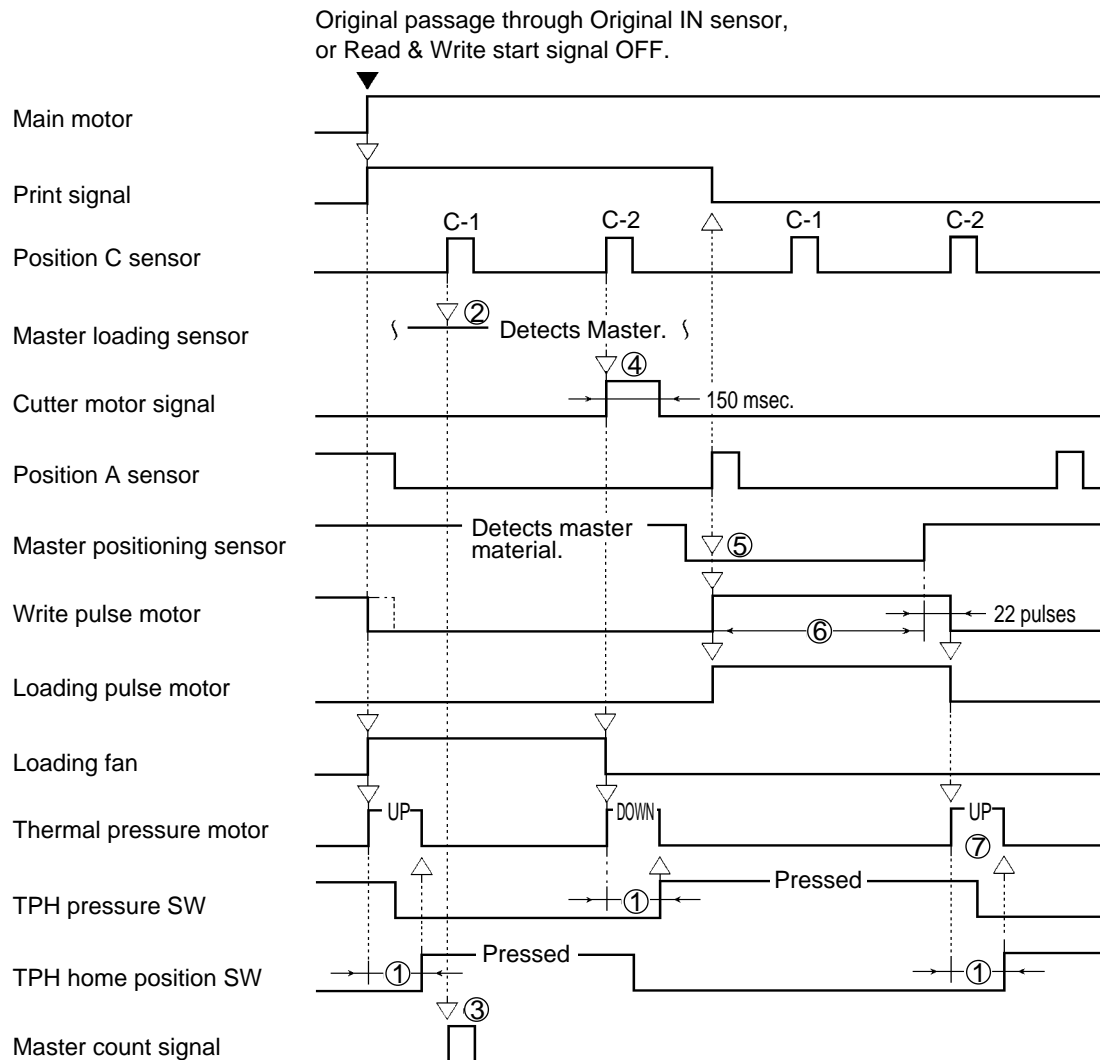 Original passage through Original IN sensor,
or Read & Write start signal OFF.
Main motor
Print signal
C-1 C-2 C-1 C-2
Position C sensor
②
Master loading sensor
Detects Master.
④
Cutter motor signal
150 msec.
Position A sensor
Detects master
material.
Master positioning sensor
⑤
Write pulse motor
22 pulses
⑥
Loading pulse motor
Loading fan
UP DOWN UP
Thermal pressure motor
⑦
Pressed
TPH pressure SW
①
Pressed
TPH home position SW
① ①
③
Master count signal